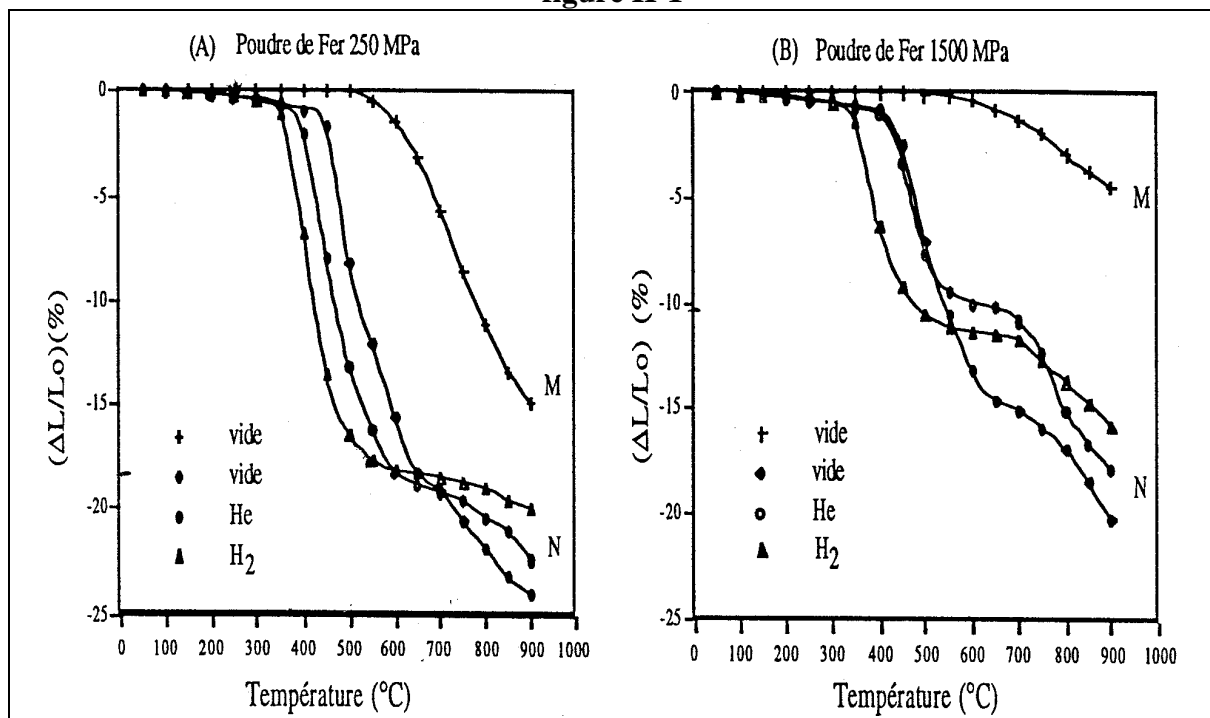 figure II-1
(A) Poudre de Fer 250 MPa
0
-5
-10
-15
-20
-25
(ΔL/Lo)(%)
M
N
vide
vide
He
H2
0 100 200 300 400 500 600 700 800 900 1000
Température (°C)
(B) Poudre de Fer 1500 MPa
0
-5
-10
-15
-20
-25
(ΔL/Lo) (%)
M
N
vide
vide
He
H2
0 100 200 300 400 500 600 700 800 900 1000
Température (°C)